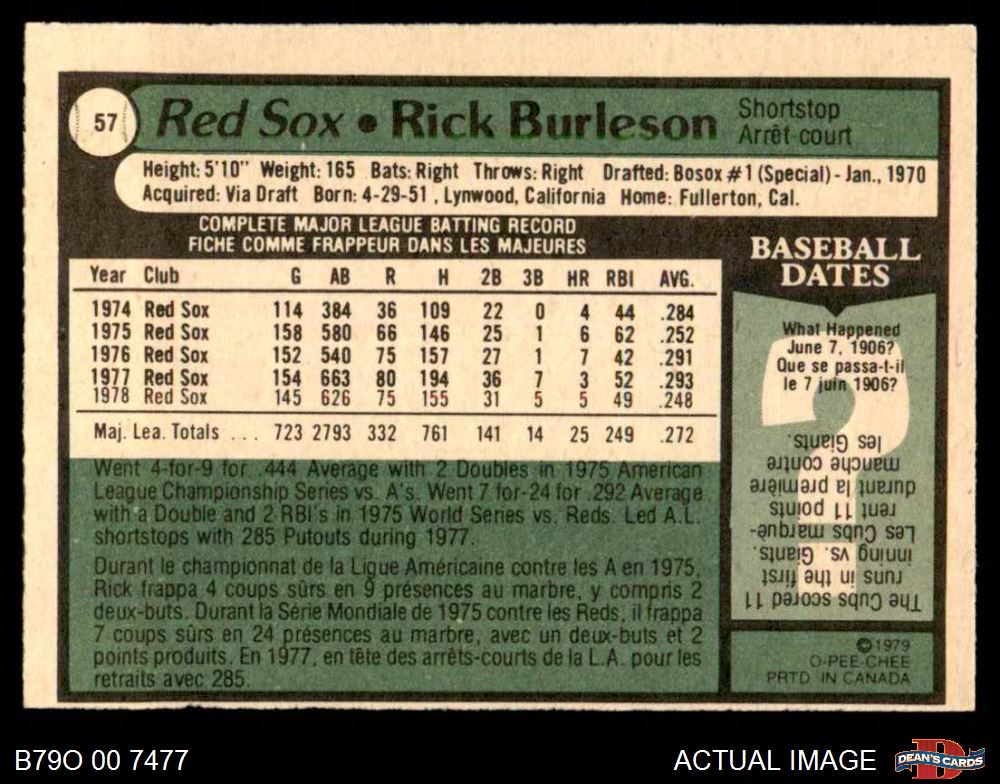 57
Red Sox • Rick Burleson
Shortstop
Arrêt-court
Height: 5'10" Weight: 165 Bats: Right Throws: Right Drafted: Bosox #1 (Special) - Jan., 1970
Acquired: Via Draft Born: 4-29-51 , Lynwood, California Home: Fullerton, Cal.
COMPLETE MAJOR LEAGUE BATTING RECORD
FICHE COMME FRAPPEUR DANS LES MAJEURES
Year Club G AB R H 2B 3B HR RBI AVG.
1974 Red Sox 114 384 36 109 22 0 4 44 .284
1975 Red Sox 158 580 66 146 25 1 6 62 .252
1976 Red Sox 152 540 75 157 27 1 7 42 .291
1977 Red Sox 154 663 80 194 36 7 3 52 .293
1978 Red Sox 145 626 75 155 31 5 5 49 .248
Maj. Lea. Totals ... 723 2793 332 761 141 14 25 249 .272
Went 4-for-9 for .444 Average with 2 Doubles in 1975 American
League Championship Series vs. A's. Went 7 for-24 for .292 Average
with a Double and 2 RBI's in 1975 World Series vs. Reds. Led A.L.
shortstops with 285 Putouts during 1977.
Durant le championnat de la Ligue Américaine contre les A en 1975,
Rick frappa 4 coups sûrs en 9 présences au marbre, y compris 2
deux-buts. Durant la Série Mondiale de 1975 contre les Reds, il frappa
7 coups sûrs en 24 présences au marbre, avec un deux-buts et 2
points produits. En 1977, en tête des arrêts-courts de la L.A. pour les
retraits avec 285.
BASEBALL
DATES
What Happened
June 7, 1906?
Que se passa-t-il
le 7 juin 1906?
The Cubs scored 11
runs in the first
inning vs. Giants.
Les Cubs marquè-
rent 11 points
durant la première
manche contre
les Giants.
©1979
O-PEE-CHEE
PRTD IN CANADA
B79O 00 7477
ACTUAL IMAGE
DEAN'S CARDS